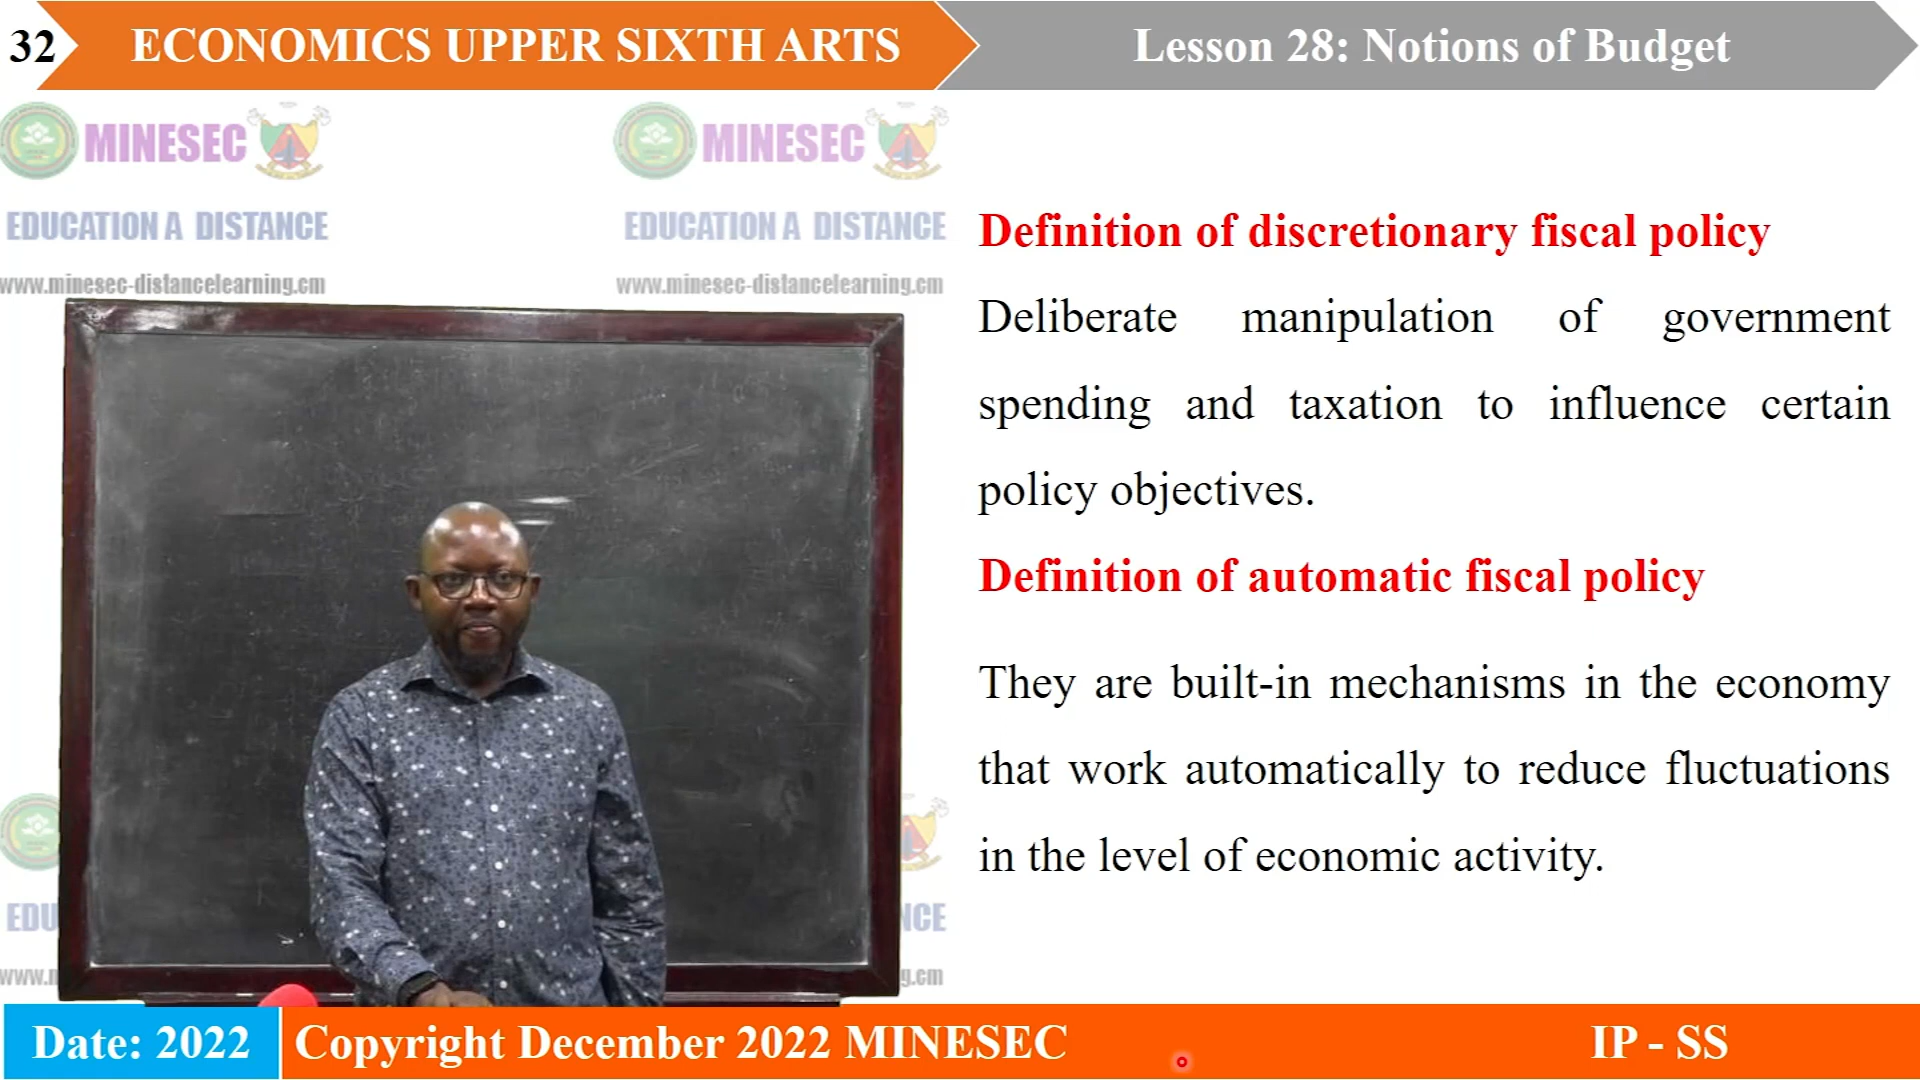 32
ECONOMICS UPPER SIXTH ARTS
Lesson 28: Notions of Budget
MINESEC
MINESEC
EDUCATION A DISTANCE
EDUCATION A DISTANCE
www.minesec-distancelearning.cm
www.minesec-distancelearning.cm
Definition of discretionary fiscal policy
Deliberate manipulation of government
spending and taxation to influence certain
policy objectives.
Definition of automatic fiscal policy
They are built-in mechanisms in the economy
that work automatically to reduce fluctuations
in the level of economic activity.
Date: 2022
Copyright December 2022 MINESEC
IP - SS